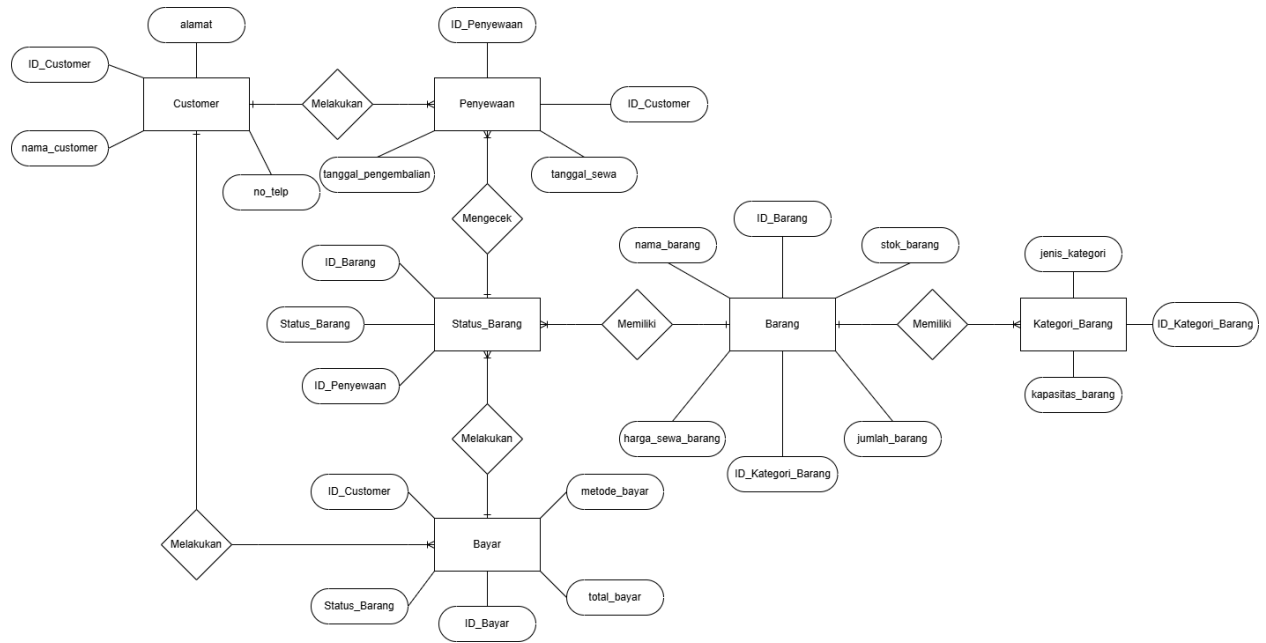 alamat
ID_Penyewaan
ID_Customer
Customer
Melakukan
Penyewaan
ID_Customer
nama_customer
tanggal_pengembalian
tanggal_sewa
no_telp
Mengecek
ID_Barang
nama_barang
stok_barang
ID_Barang
jenis_kategori
Status_Barang
Status_Barang
Memiliki
Barang
Memiliki
Kategori_Barang
ID_Kategori_Barang
ID_Penyewaan
kapasitas_barang
Melakukan
harga_sewa_barang
jumlah_barang
ID_Kategori_Barang
ID_Customer
metode_bayar
Melakukan
Bayar
Status_Barang
total_bayar
ID_Bayar